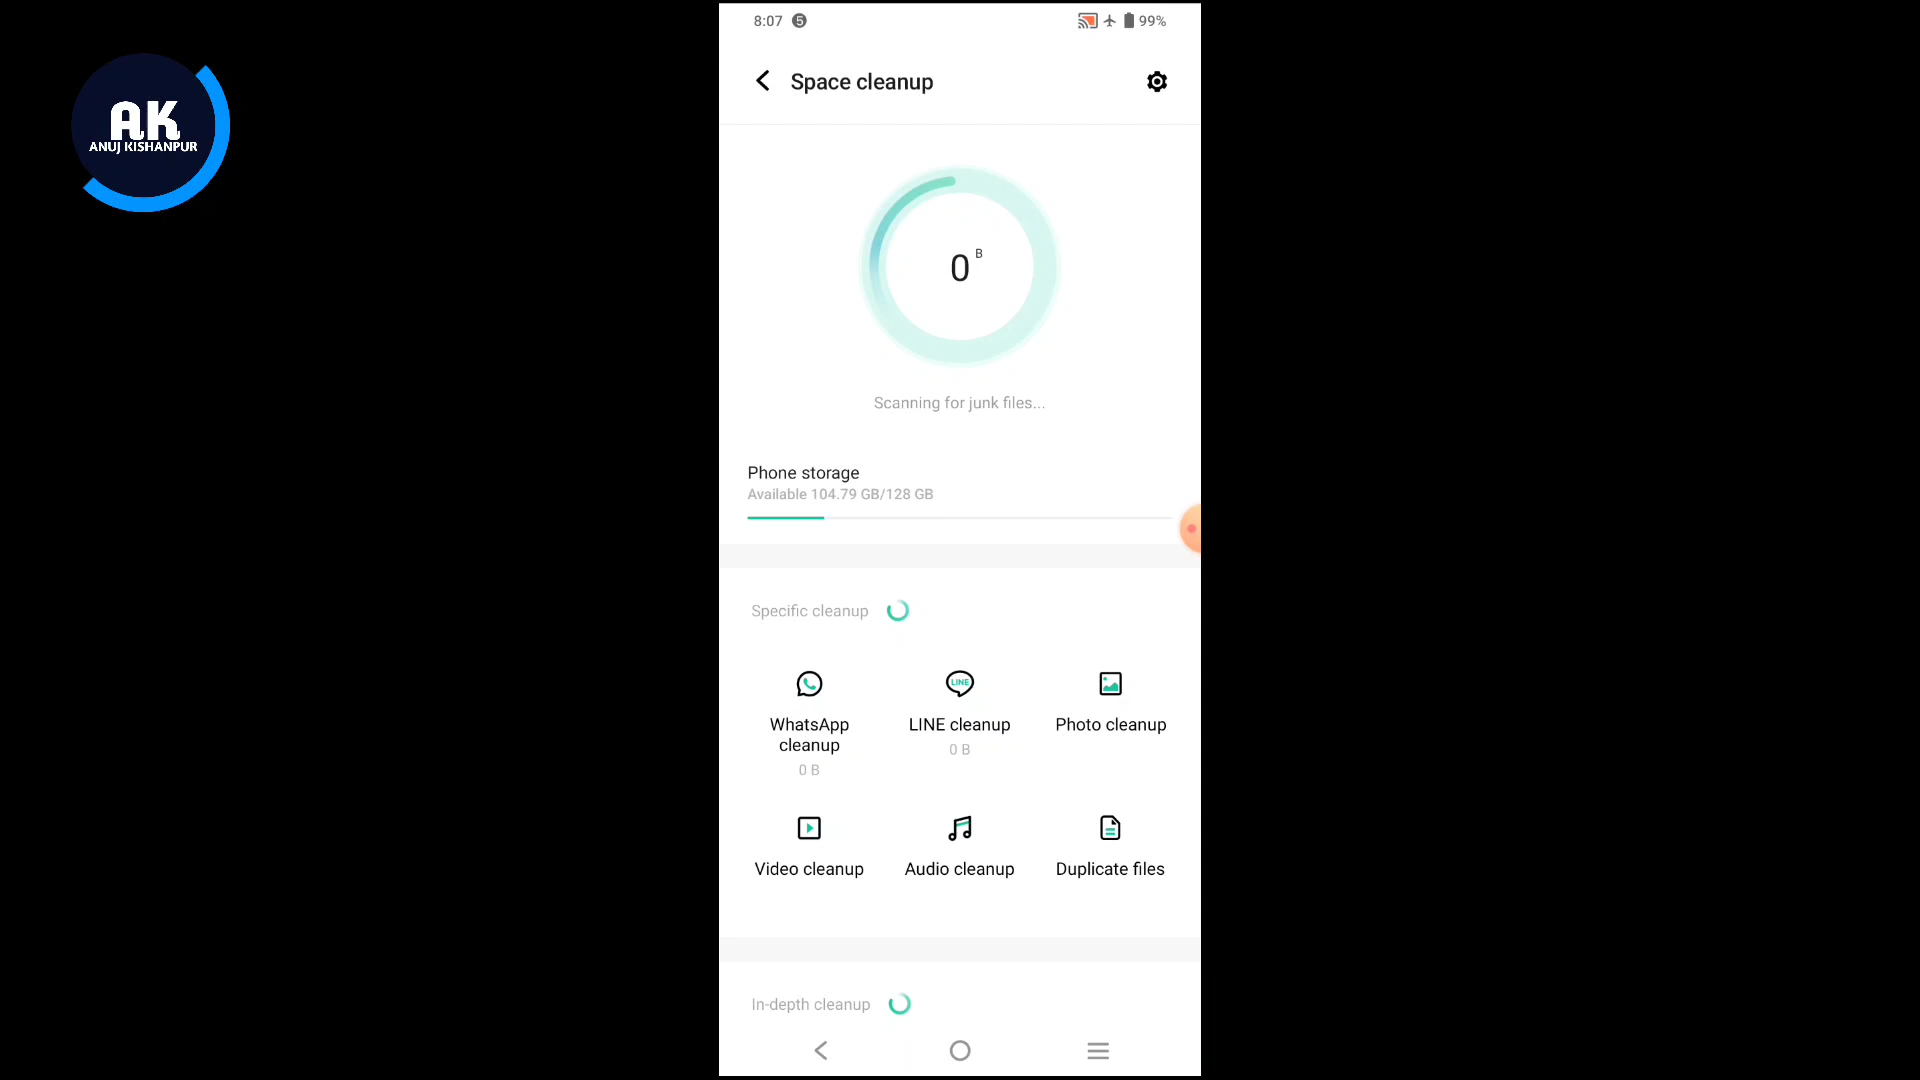 AK
ANUJ KISHANPUR
8:07 5
99%
Space cleanup
0 B
Scanning for junk files...
Phone storage
Available 104.79 GB/128 GB
Specific cleanup
WhatsApp
cleanup
0 B
LINE
LINE cleanup
0 B
Photo cleanup
Video cleanup
Audio cleanup
Duplicate files
In-depth cleanup